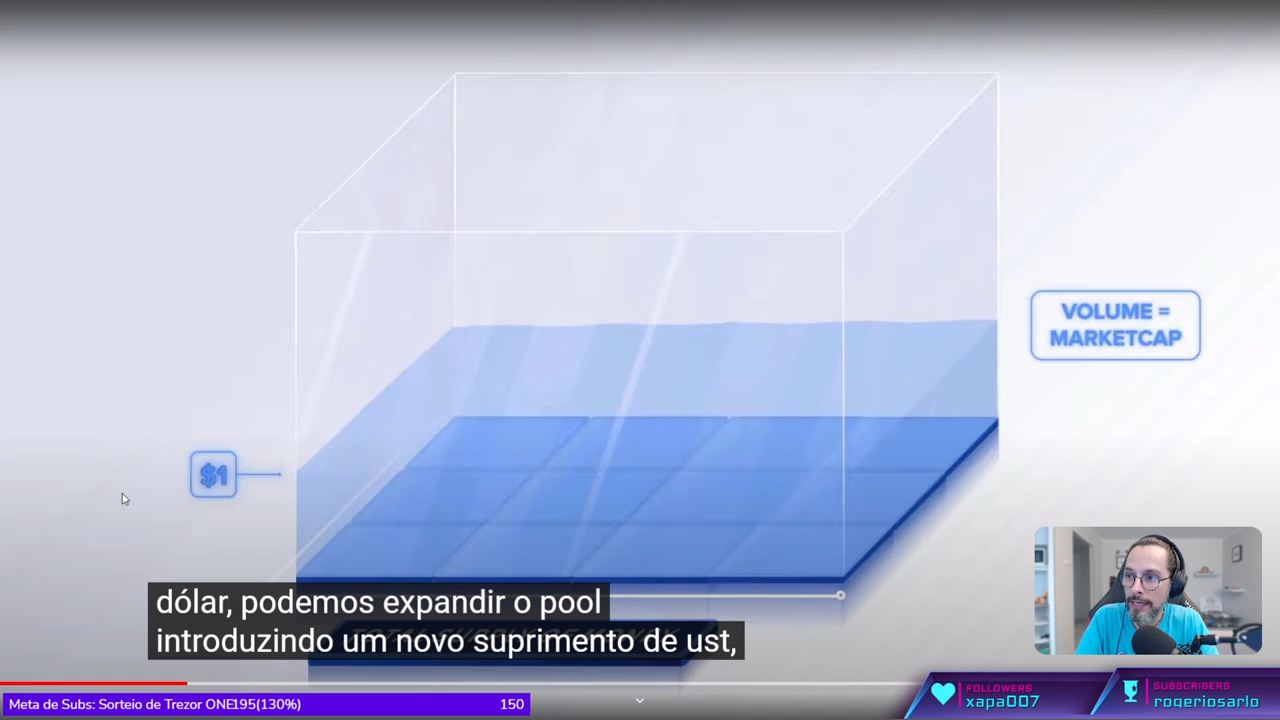 VOLUME =
MARKETCAP
$1
dólar, podemos expandir o pool
introduzindo um novo suprimento de ust,
FOLLOWERS
xapa007
SUBSCRIBERS
rogeriosarlo
Meta de Subs: Sorteio de Trezor ONE195(130%)
150